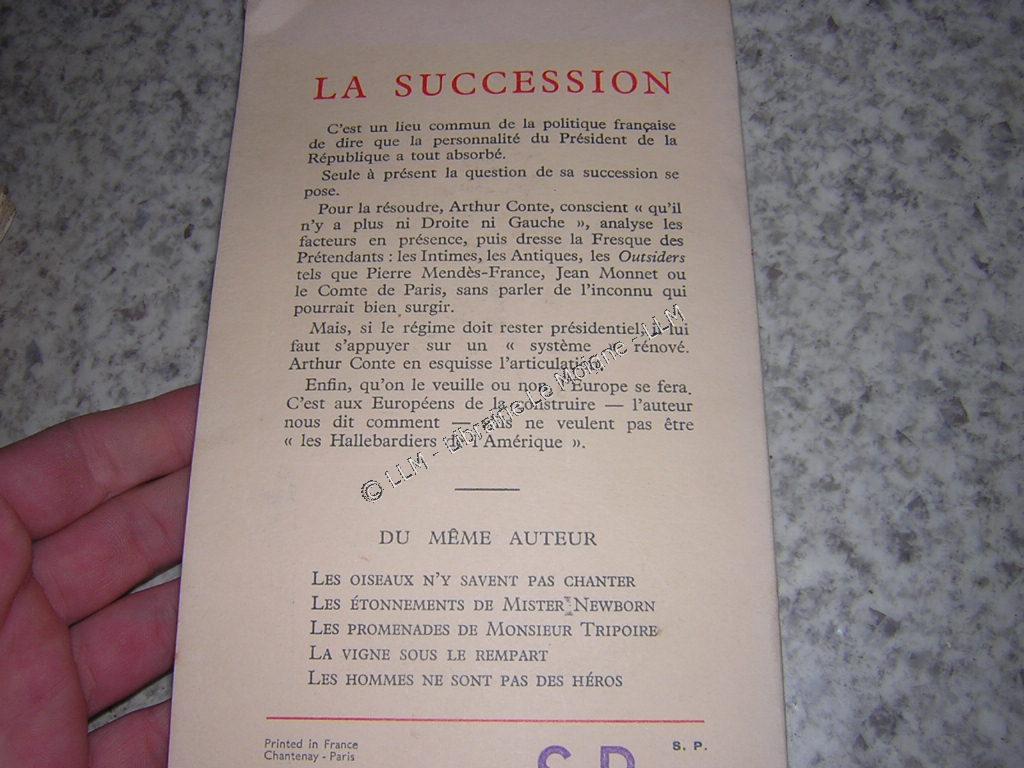 LA SUCCESSION
C'est un lieu commun de la politique française
de dire que la personnalité du Président de la
République a tout absorbé.
Seule à présent la question de sa succession se
pose.
Pour la résoudre, Arthur Conte, conscient « qu'il
n'y a plus ni Droite ni Gauche », analyse les
facteurs en présence, puis dresse la Fresque des
Prétendants : les Intimes, les Antiques, les Outsiders
tels que Pierre Mendès-France, Jean Monnet ou
le Comte de Paris, sans parler de l'inconnu qui
pourrait bien surgir.
Mais, si le régime doit rester présidentiel, il lui
faut s'appuyer sur un « système » rénové.
Arthur Conte en esquisse l'articulation.
Enfin, qu'on le veuille ou non, l'Europe se fera.
C'est aux Européens de la construire — l'auteur
nous dit comment — s'ils ne veulent pas être
« les Hallebardiers de l'Amérique ».
© LLM - Librairie Le Moigne - LLM
DU MÊME AUTEUR
LES OISEAUX N'Y SAVENT PAS CHANTER
LES ÉTONNEMENTS DE MISTER NEWBORN
LES PROMENADES DE MONSIEUR TRIPOIRE
LA VIGNE SOUS LE REMPART
LES HOMMES NE SONT PAS DES HÉROS
Printed in France
Chantenay - Paris
S. P.